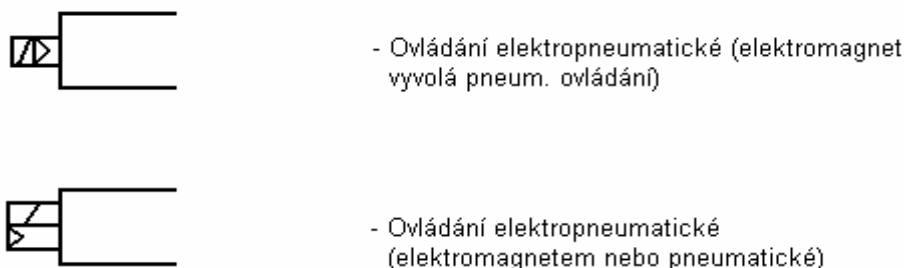 - Ovládání elektropneumatické (elektromagnet
vyvolá pneum. ovládání)
- Ovládání elektropneumatické
(elektromagnetem nebo pneumatické)